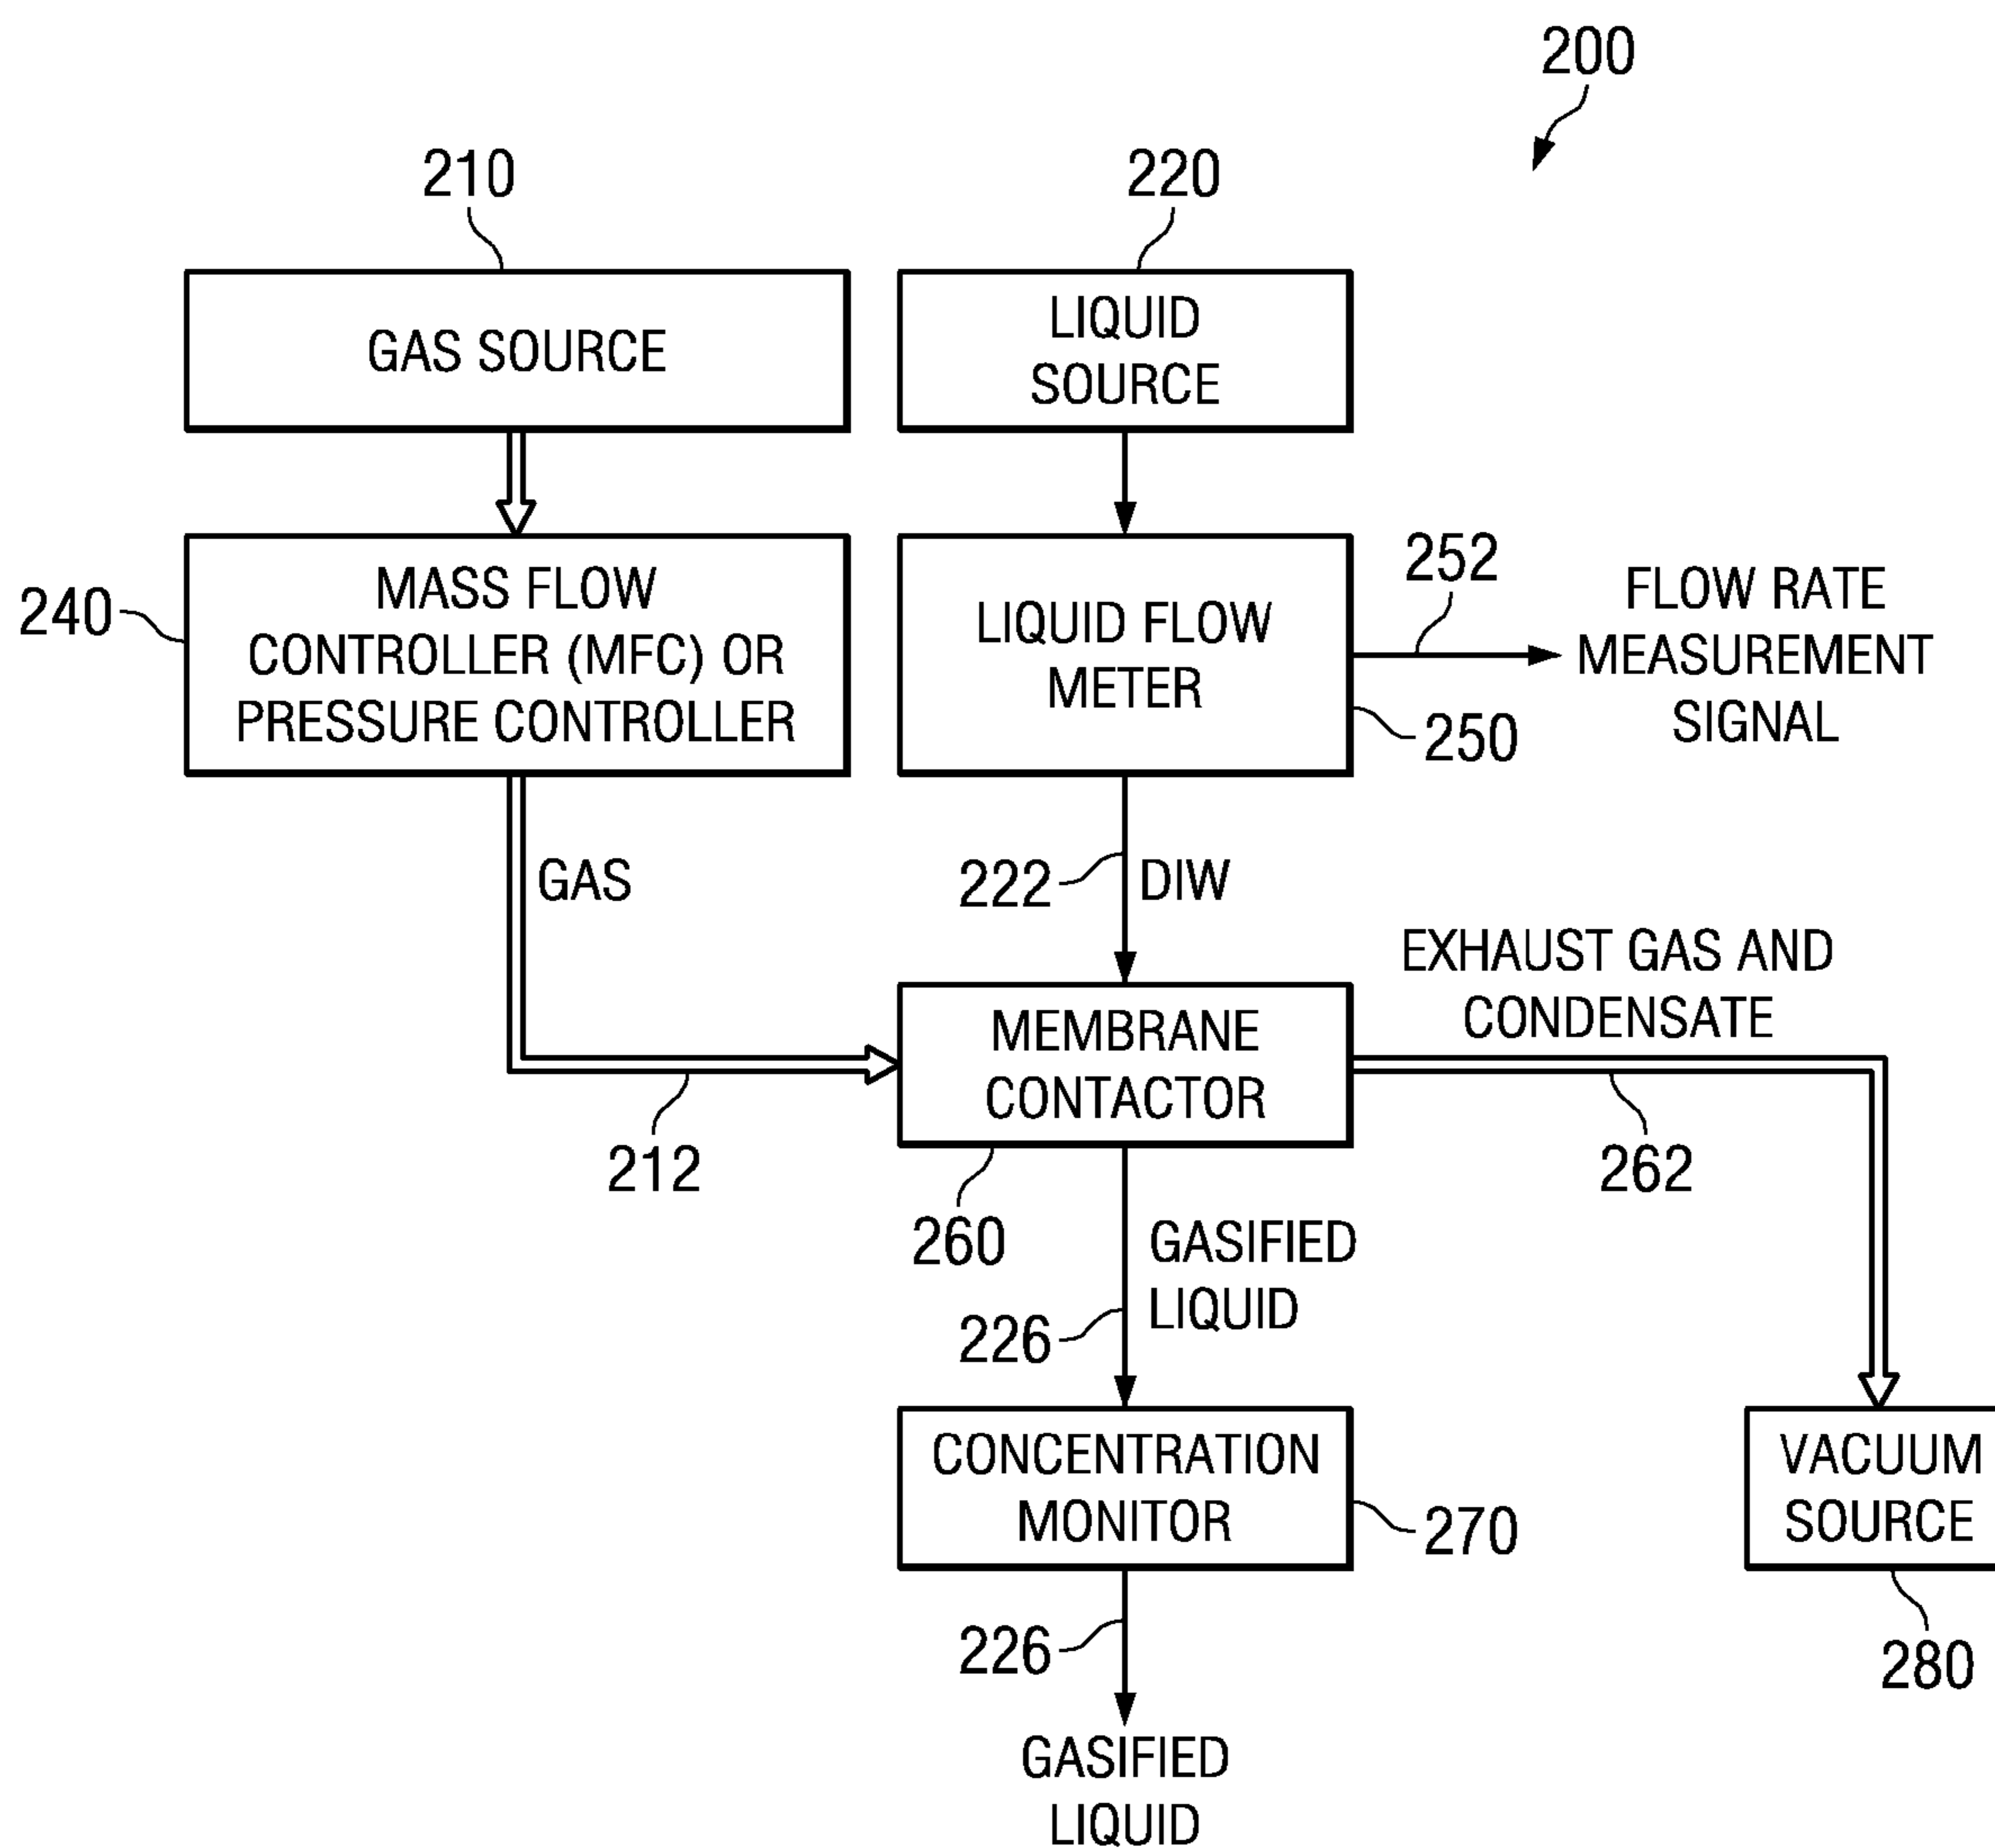 200
210
220
GAS SOURCE
LIQUID
SOURCE
240
MASS FLOW
CONTROLLER (MFC) OR
PRESSURE CONTROLLER
LIQUID FLOW
METER
252
FLOW RATE
MEASUREMENT
SIGNAL
250
GAS
222
DIW
EXHAUST GAS AND
CONDENSATE
MEMBRANE
CONTACTOR
212
262
260
GASIFIED
LIQUID
226
CONCENTRATION
MONITOR
270
VACUUM
SOURCE
226
280
GASIFIED
LIQUID